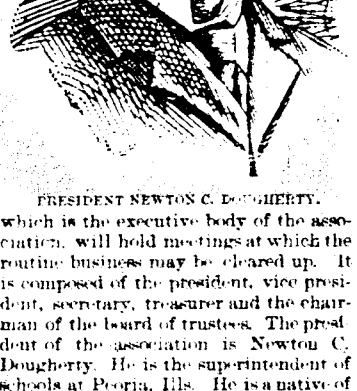 PRESIDENT NEWTON C. DOUGHERTY.
which is the executive body of the asso-
ciation, will hold meetings at which the
routine business may be cleared up. It
is composed of the president, vice presi-
dent, secretary, treasurer and the chair-
man of the board of trustees. The presi-
dent of the association is Newton C.
Dougherty. He is the superintendent of
schools at Peoria, Ills. He is a native of